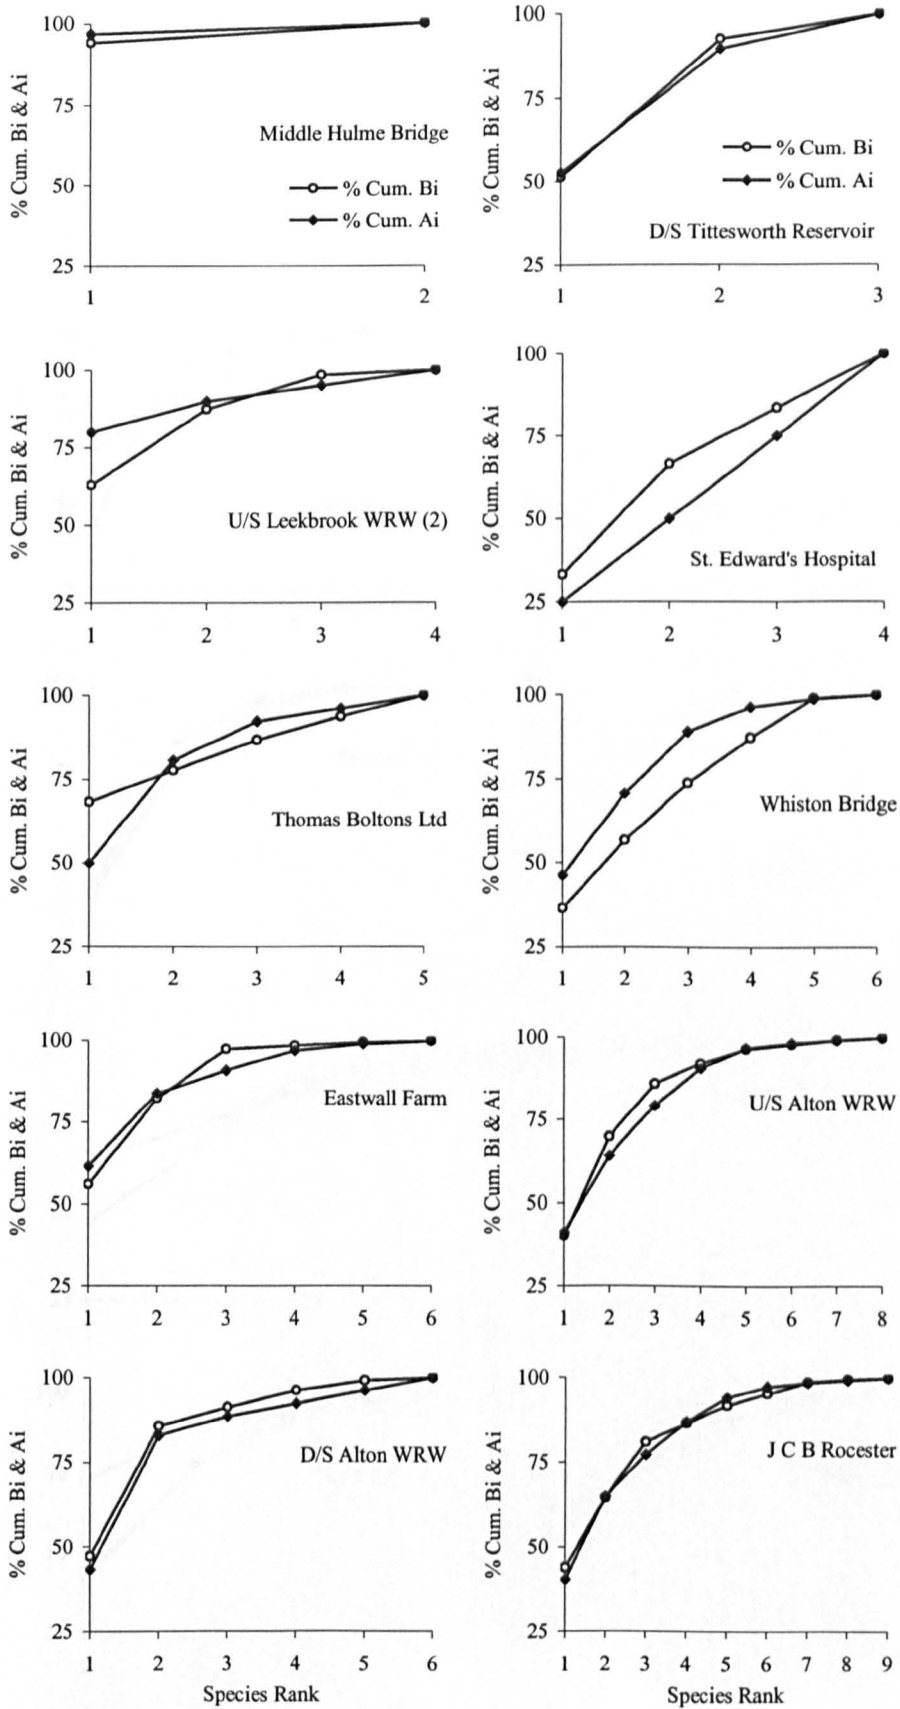 % Cum. Bi & Ai
100
75
50
25
Middle Hulme Bridge
% Cum. Bi
% Cum. Ai
1 2
% Cum. Bi & Ai
100
75
50
25
% Cum. Bi
% Cum. Ai
D/S Tittesworth Reservoir
1 2 3
% Cum. Bi & Ai
100
75
50
25
U/S Leekbrook WRW (2)
1 2 3 4
% Cum. Bi & Ai
100
75
50
25
St. Edward's Hospital
1 2 3 4
% Cum. Bi & Ai
100
75
50
25
Thomas Boltons Ltd
1 2 3 4 5
% Cum. Bi & Ai
100
75
50
25
Whiston Bridge
1 2 3 4 5 6
% Cum. Bi & Ai
100
75
50
25
Eastwall Farm
1 2 3 4 5 6
% Cum. Bi & Ai
100
75
50
25
U/S Alton WRW
1 2 3 4 5 6 7 8
% Cum. Bi & Ai
100
75
50
25
D/S Alton WRW
1 2 3 4 5 6
Species Rank
% Cum. Bi & Ai
100
75
50
25
J C B Rocester
1 2 3 4 5 6 7 8 9
Species Rank